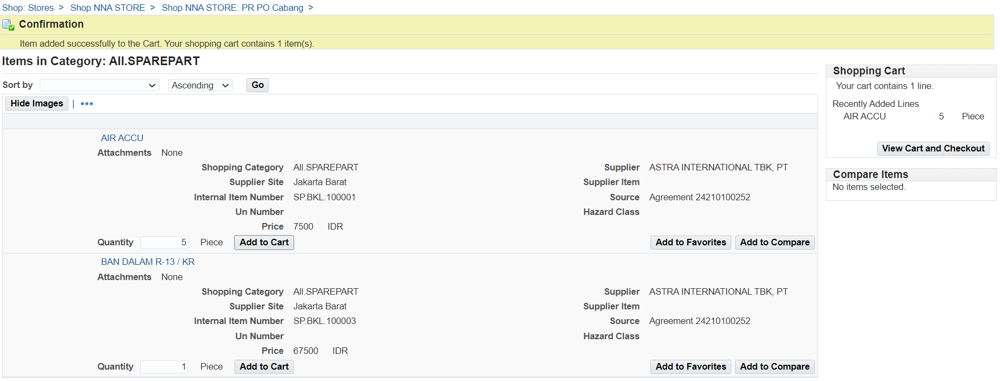 Shop: Stores > Shop NNA STORE > Shop NNA STORE: PR PO Cabang >
Confirmation
Item added successfully to the Cart. Your shopping cart contains 1 item(s).
Items in Category: All.SPAREPART
Sort by Ascending Go
Hide Images | •••
AIR ACCU
Attachments None
Shopping Category All.SPAREPART Supplier ASTRA INTERNATIONAL TBK, PT
Supplier Site Jakarta Barat Supplier Item
Internal Item Number SP.BKL.100001 Source Agreement 24210100252
Un Number Hazard Class
Price 7500 IDR
Quantity 5 Piece Add to Cart Add to Favorites Add to Compare
BAN DALAM R-13 / KR
Attachments None
Shopping Category All.SPAREPART Supplier ASTRA INTERNATIONAL TBK, PT
Supplier Site Jakarta Barat Supplier Item
Internal Item Number SP.BKL.100003 Source Agreement 24210100252
Un Number Hazard Class
Price 67500 IDR
Quantity 1 Piece Add to Cart Add to Favorites Add to Compare
Shopping Cart
Your cart contains 1 line.
Recently Added Lines
AIR ACCU 5 Piece
View Cart and Checkout
Compare Items
No items selected.